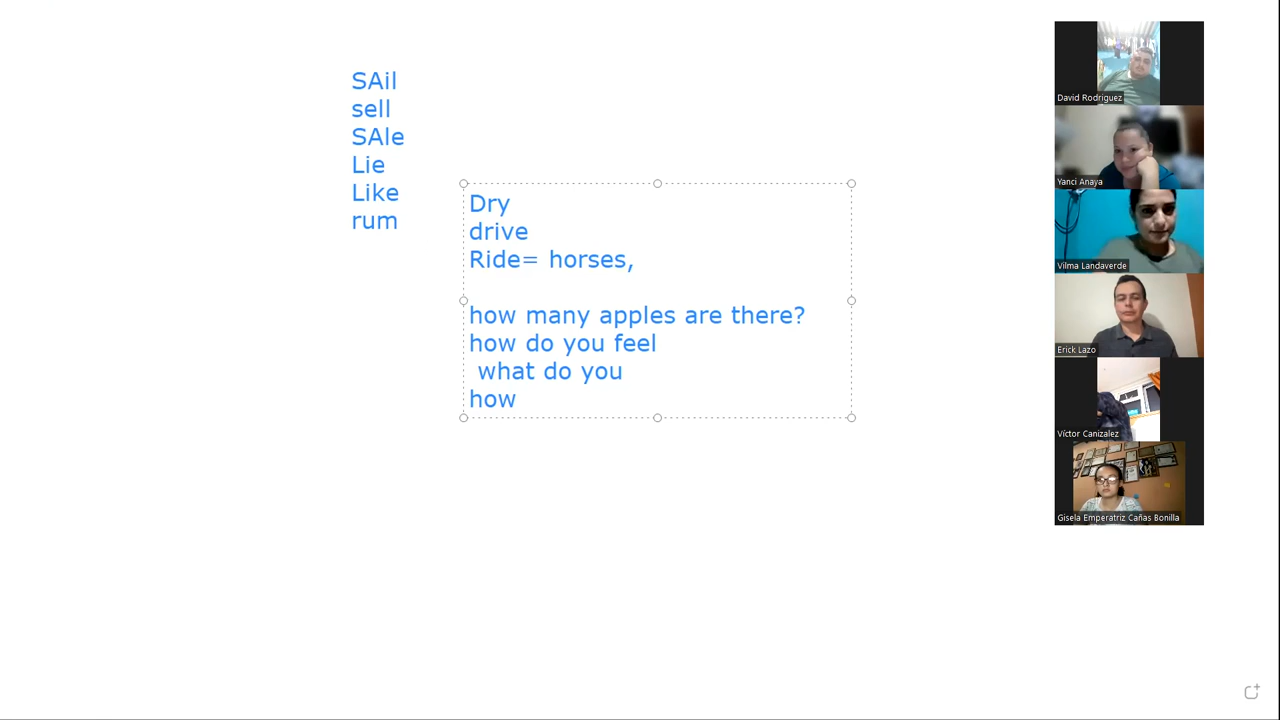 SAil
sell
SAle
Lie
Like
rum
Dry
drive
Ride= horses,
how many apples are there?
how do you feel
what do you
how
David Rodriguez
Yanci Anaya
Vilma Landaverde
Erick Lazo
Víctor Canizalez
Gisela Emperatriz Cañas Bonilla